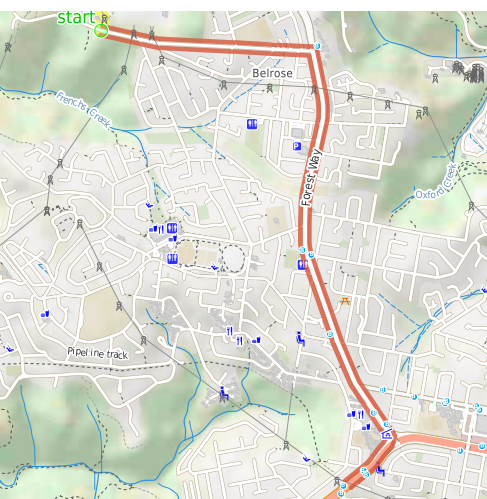 start
Belrose
Frenchs Creek
Forest Way
Oxford Creek
P
Pipeline track